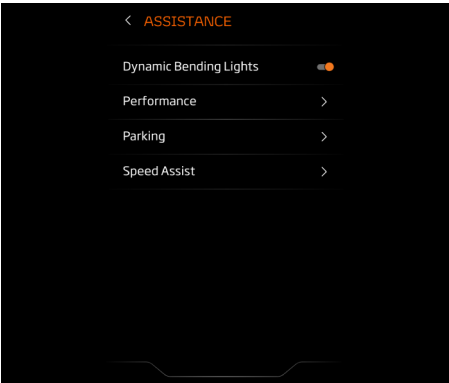 ASSISTANCE
Dynamic Bending Lights
Performance
Parking
Speed Assist